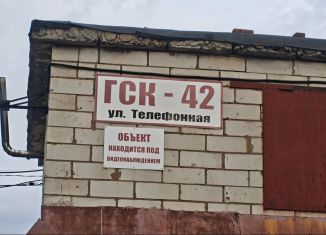 ГСК - 42
ул. Телефонная
ОБЪЕКТ
НАХОДИТСЯ ПОД
ВИДЕОНАБЛЮДЕНИЕМ